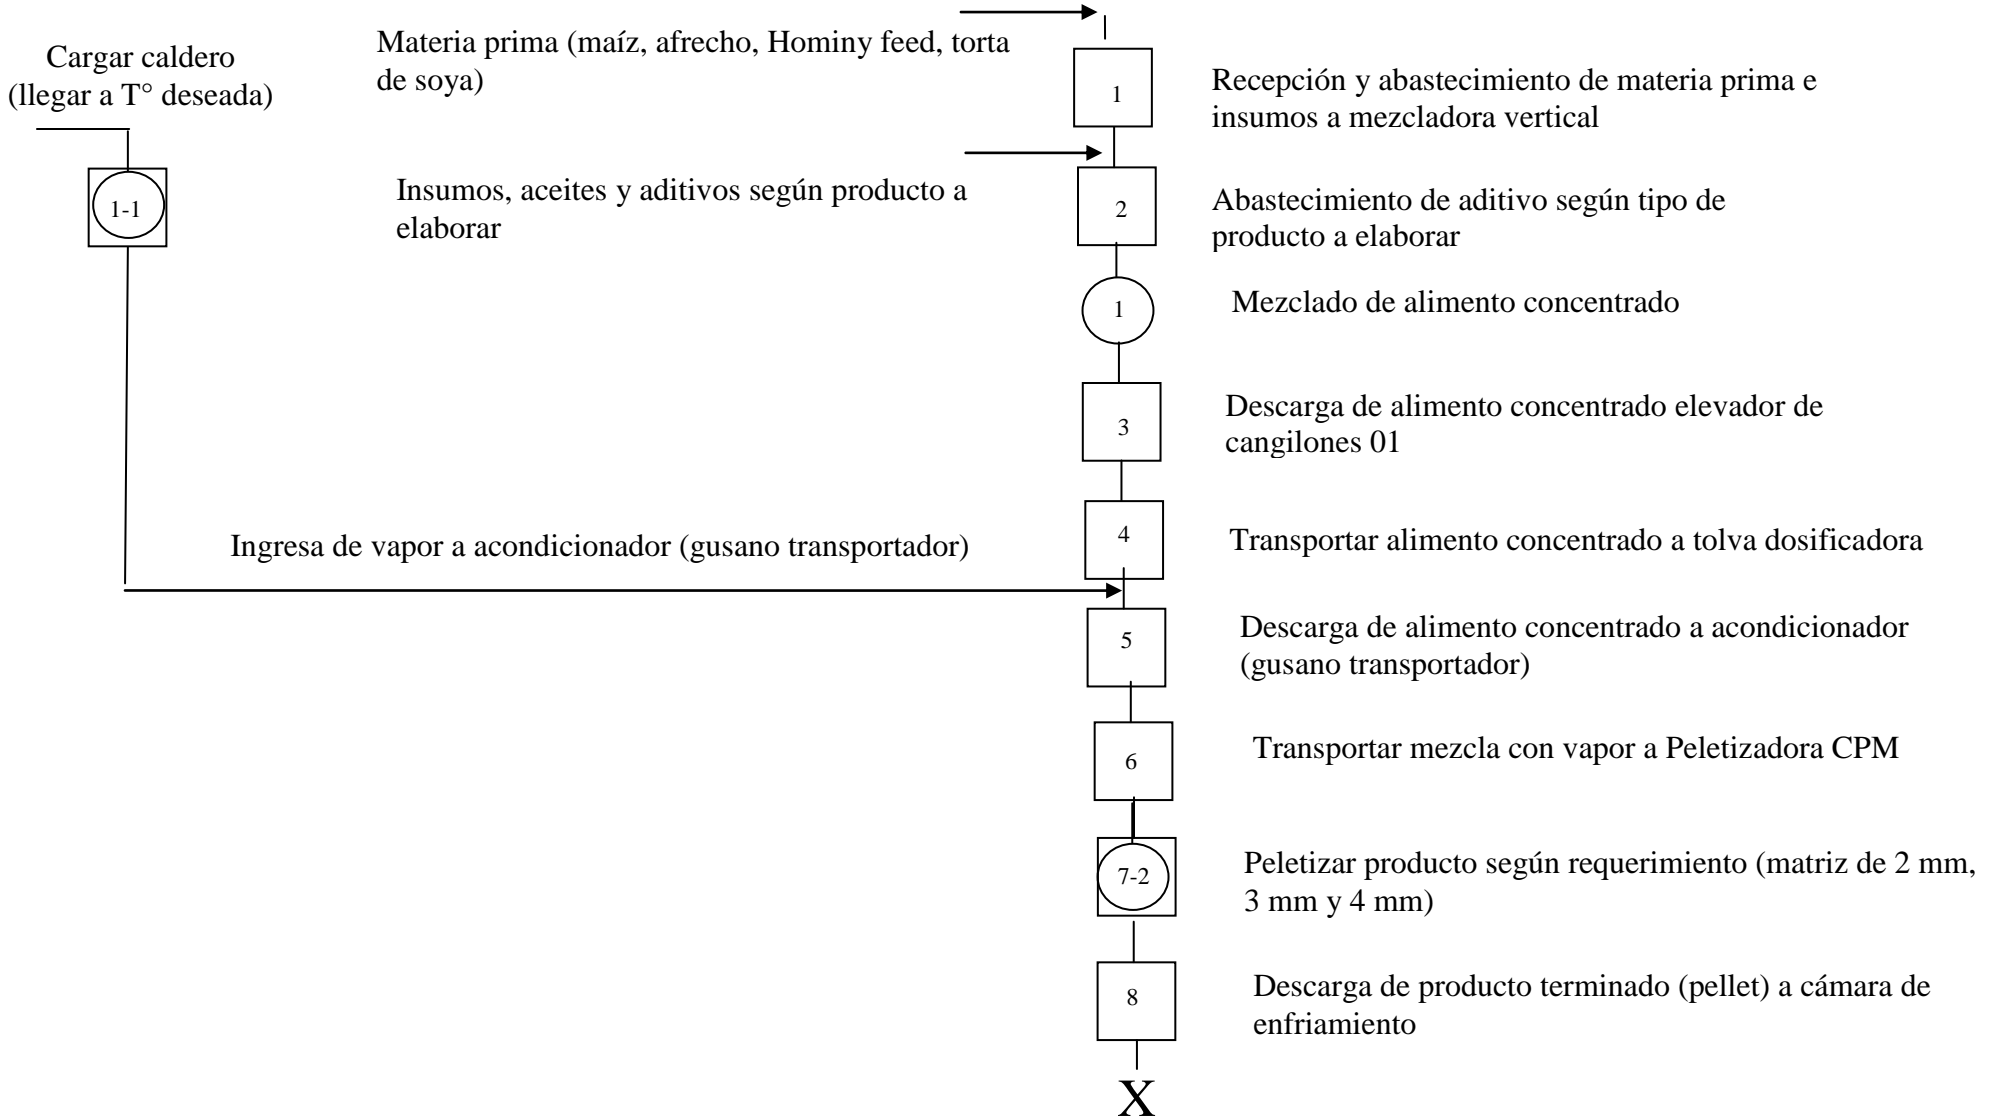 Cargar caldero
(llegar a T° deseada)
1-1
Materia prima (maíz, afrecho, Hominy feed, torta
de soya)
1
Recepción y abastecimiento de materia prima e
insumos a mezcladora vertical
Insumos, aceites y aditivos según producto a
elaborar
2
Abastecimiento de aditivo según tipo de
producto a elaborar
1
Mezclado de alimento concentrado
3
Descarga de alimento concentrado elevador de
cangilones 01
4
Transportar alimento concentrado a tolva dosificadora
Ingresa de vapor a acondicionador (gusano transportador)
5
Descarga de alimento concentrado a acondicionador
(gusano transportador)
6
Transportar mezcla con vapor a Peletizadora CPM
7-2
Peletizar producto según requerimiento (matriz de 2 mm,
3 mm y 4 mm)
8
Descarga de producto terminado (pellet) a cámara de
enfriamiento
X